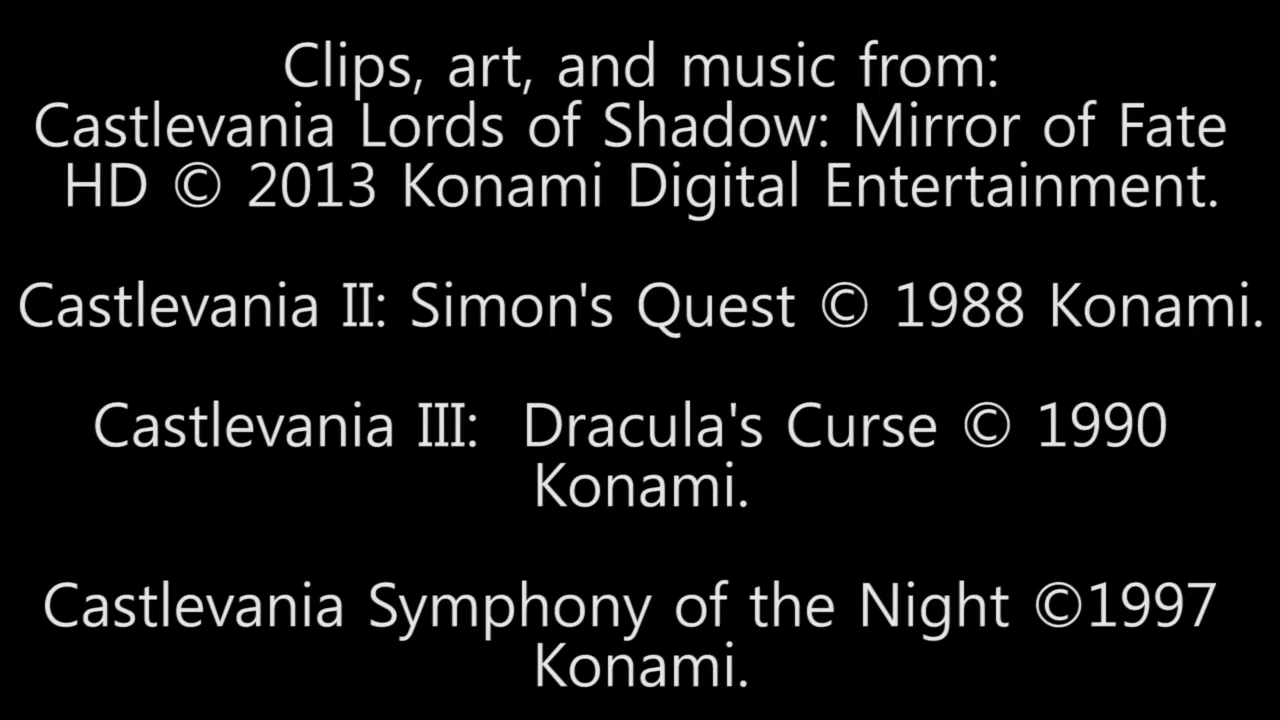 Clips, art, and music from:
Castlevania Lords of Shadow: Mirror of Fate
HD © 2013 Konami Digital Entertainment.
Castlevania II: Simon's Quest © 1988 Konami.
Castlevania III:  Dracula's Curse © 1990
Konami.
Castlevania Symphony of the Night ©1997
Konami.